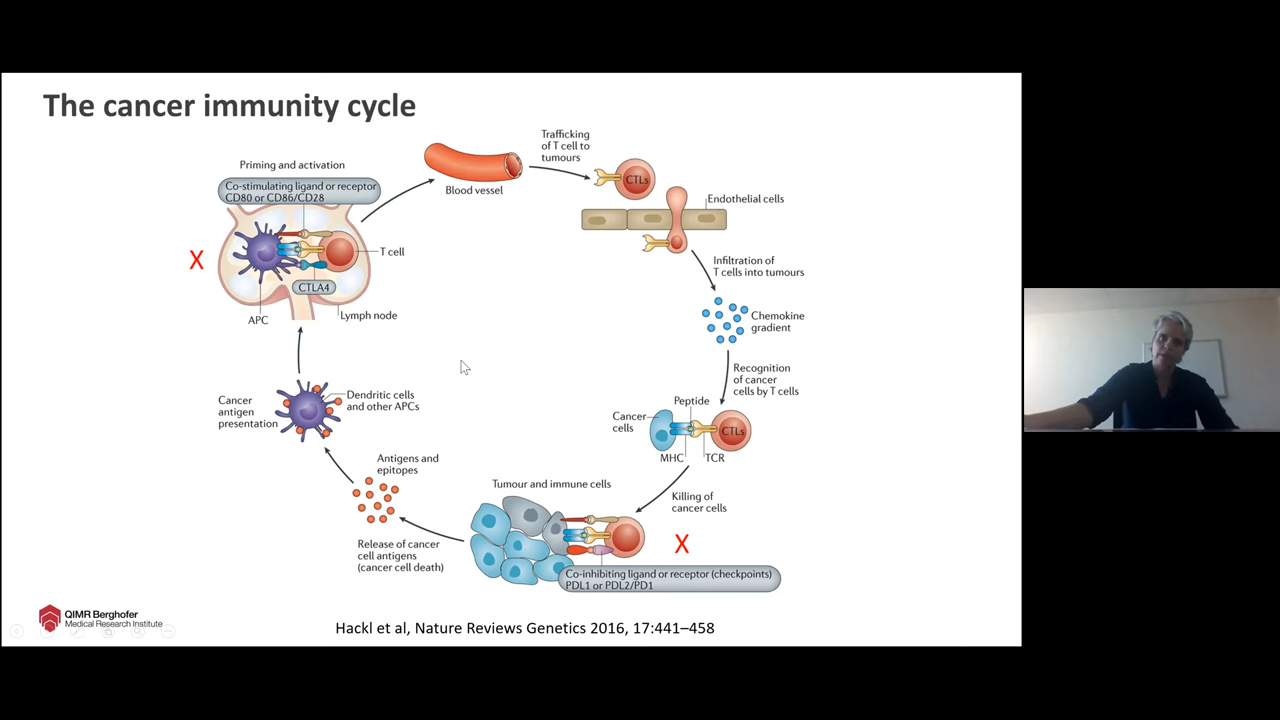 The cancer immunity cycle
Priming and activation
Co-stimulating ligand or receptor
CD80 or CD86/CD28
X
T cell
CTLA4
APC
Lymph node
Blood vessel
Trafficking
of T cell to
tumours
CTLs
Endothelial cells
Infiltration of
T cells into tumours
Chemokine
gradient
Recognition
of cancer
cells by T cells
Peptide
Cancer
cells
CTLs
MHC
TCR
Killing of
cancer cells
Tumour and immune cells
X
Co-inhibiting ligand or receptor (checkpoints)
PDL1 or PDL2/PD1
Release of cancer
cell antigens
(cancer cell death)
Antigens and
epitopes
Cancer
antigen
presentation
Dendritic cells
and other APCs
QIMR Berghofer
Medical Research Institute
Hackl et al, Nature Reviews Genetics 2016, 17:441–458